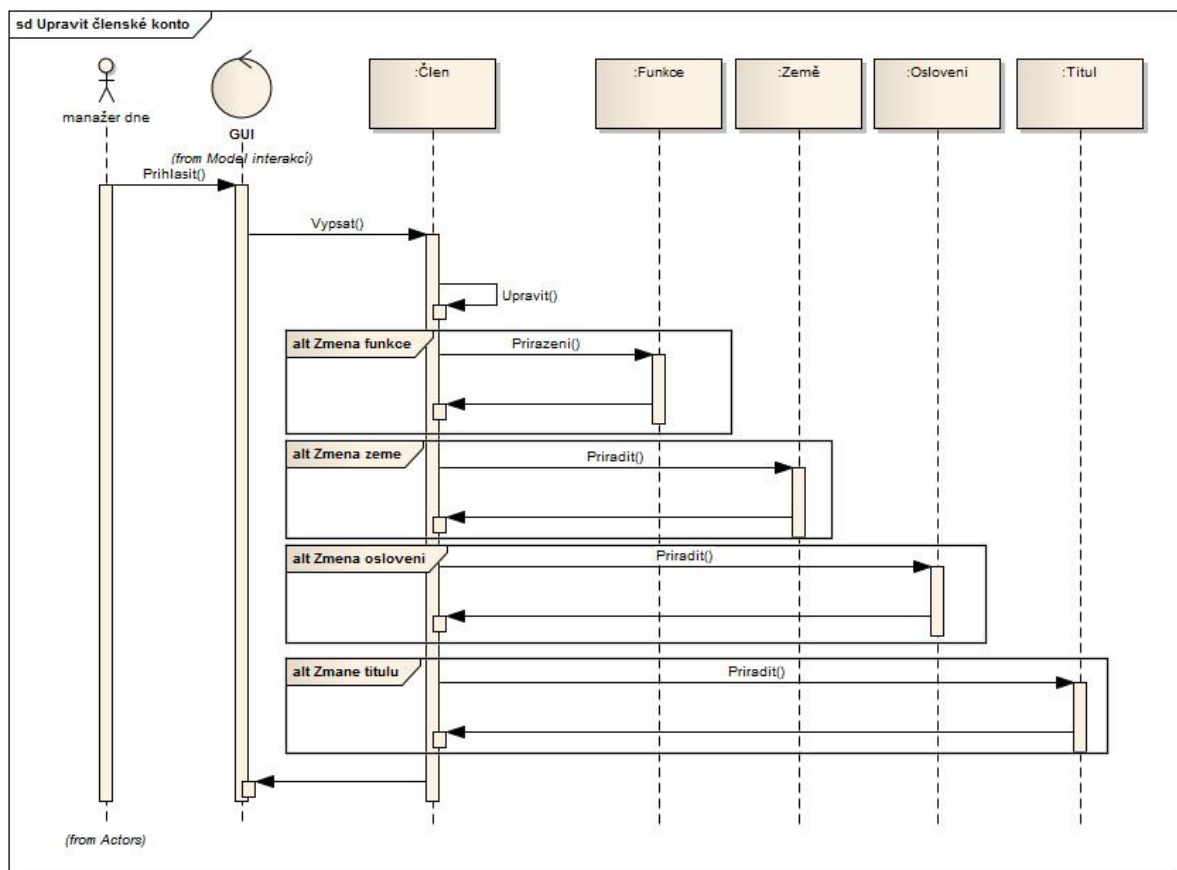 sd Upravit členské konto
manažer dne
GUI
(from Model interakcí)
:Člen
:Funkce
:Země
:Osloveni
:Titul
Prihlasit()
Vypsat()
Upravit()
alt Zmena funkce
Prirazeni()
alt Zmena zeme
Priradit()
alt Zmena osloveni
Priradit()
alt Zmane titulu
Priradit()
(from Actors)